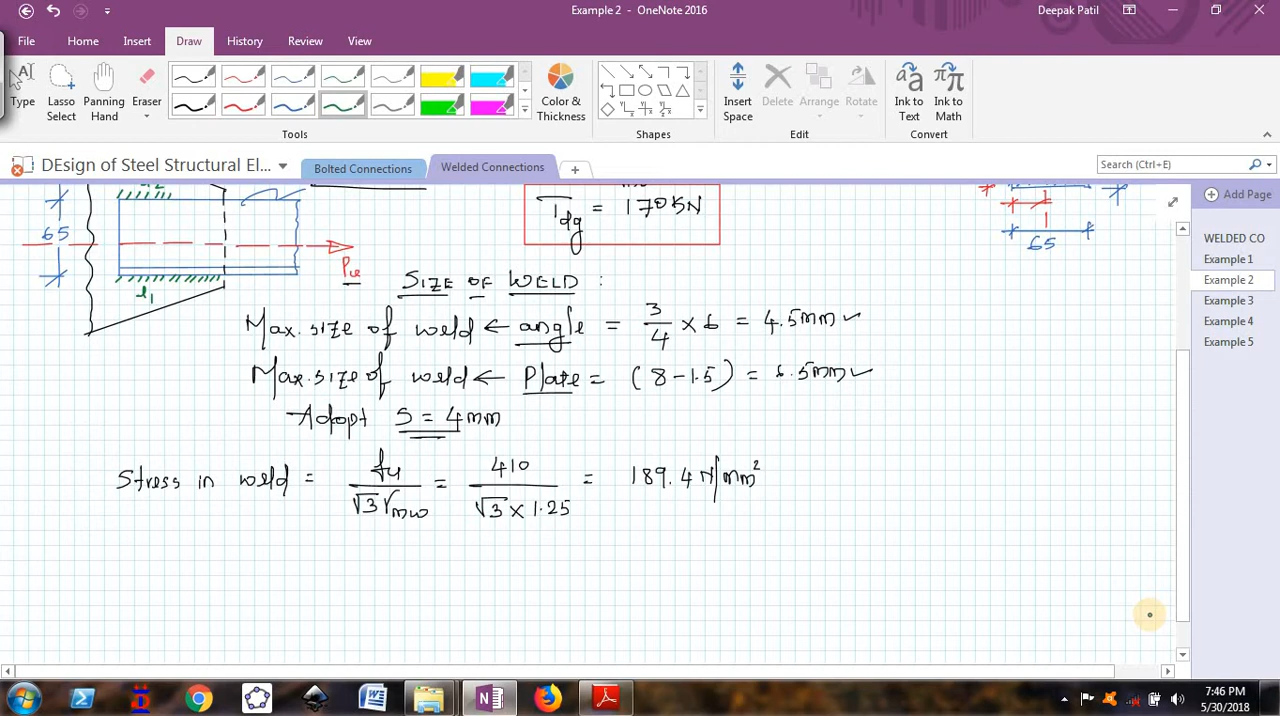 Example 2 - OneNote 2016
Deepak Patil
File Home Insert Draw History Review View
Type Lasso Select Panning Hand Eraser
Color & Thickness
Insert Space Delete Arrange Rotate
Ink to Text Ink to Math
Tools Shapes Edit Convert
DEsign of Steel Structural El... Bolted Connections Welded Connections
Search (Ctrl+E)
Add Page
WELDED CO
Example 1
Example 2
Example 3
Example 4
Example 5
65
Pu
l1
Tdg =
65
SIZE OF WELD :
Max. size of weld ← angle = 3/4 × 6 = 4.5mm ✓
Max. size of weld ← Plate = (8 - 1.5) = 6.5mm ✓
Adopt S = 4mm
Stress in weld = fu/√3 γmw = 410/√3 × 1.25 = 189.4 N/mm²
7:46 PM
5/30/2018